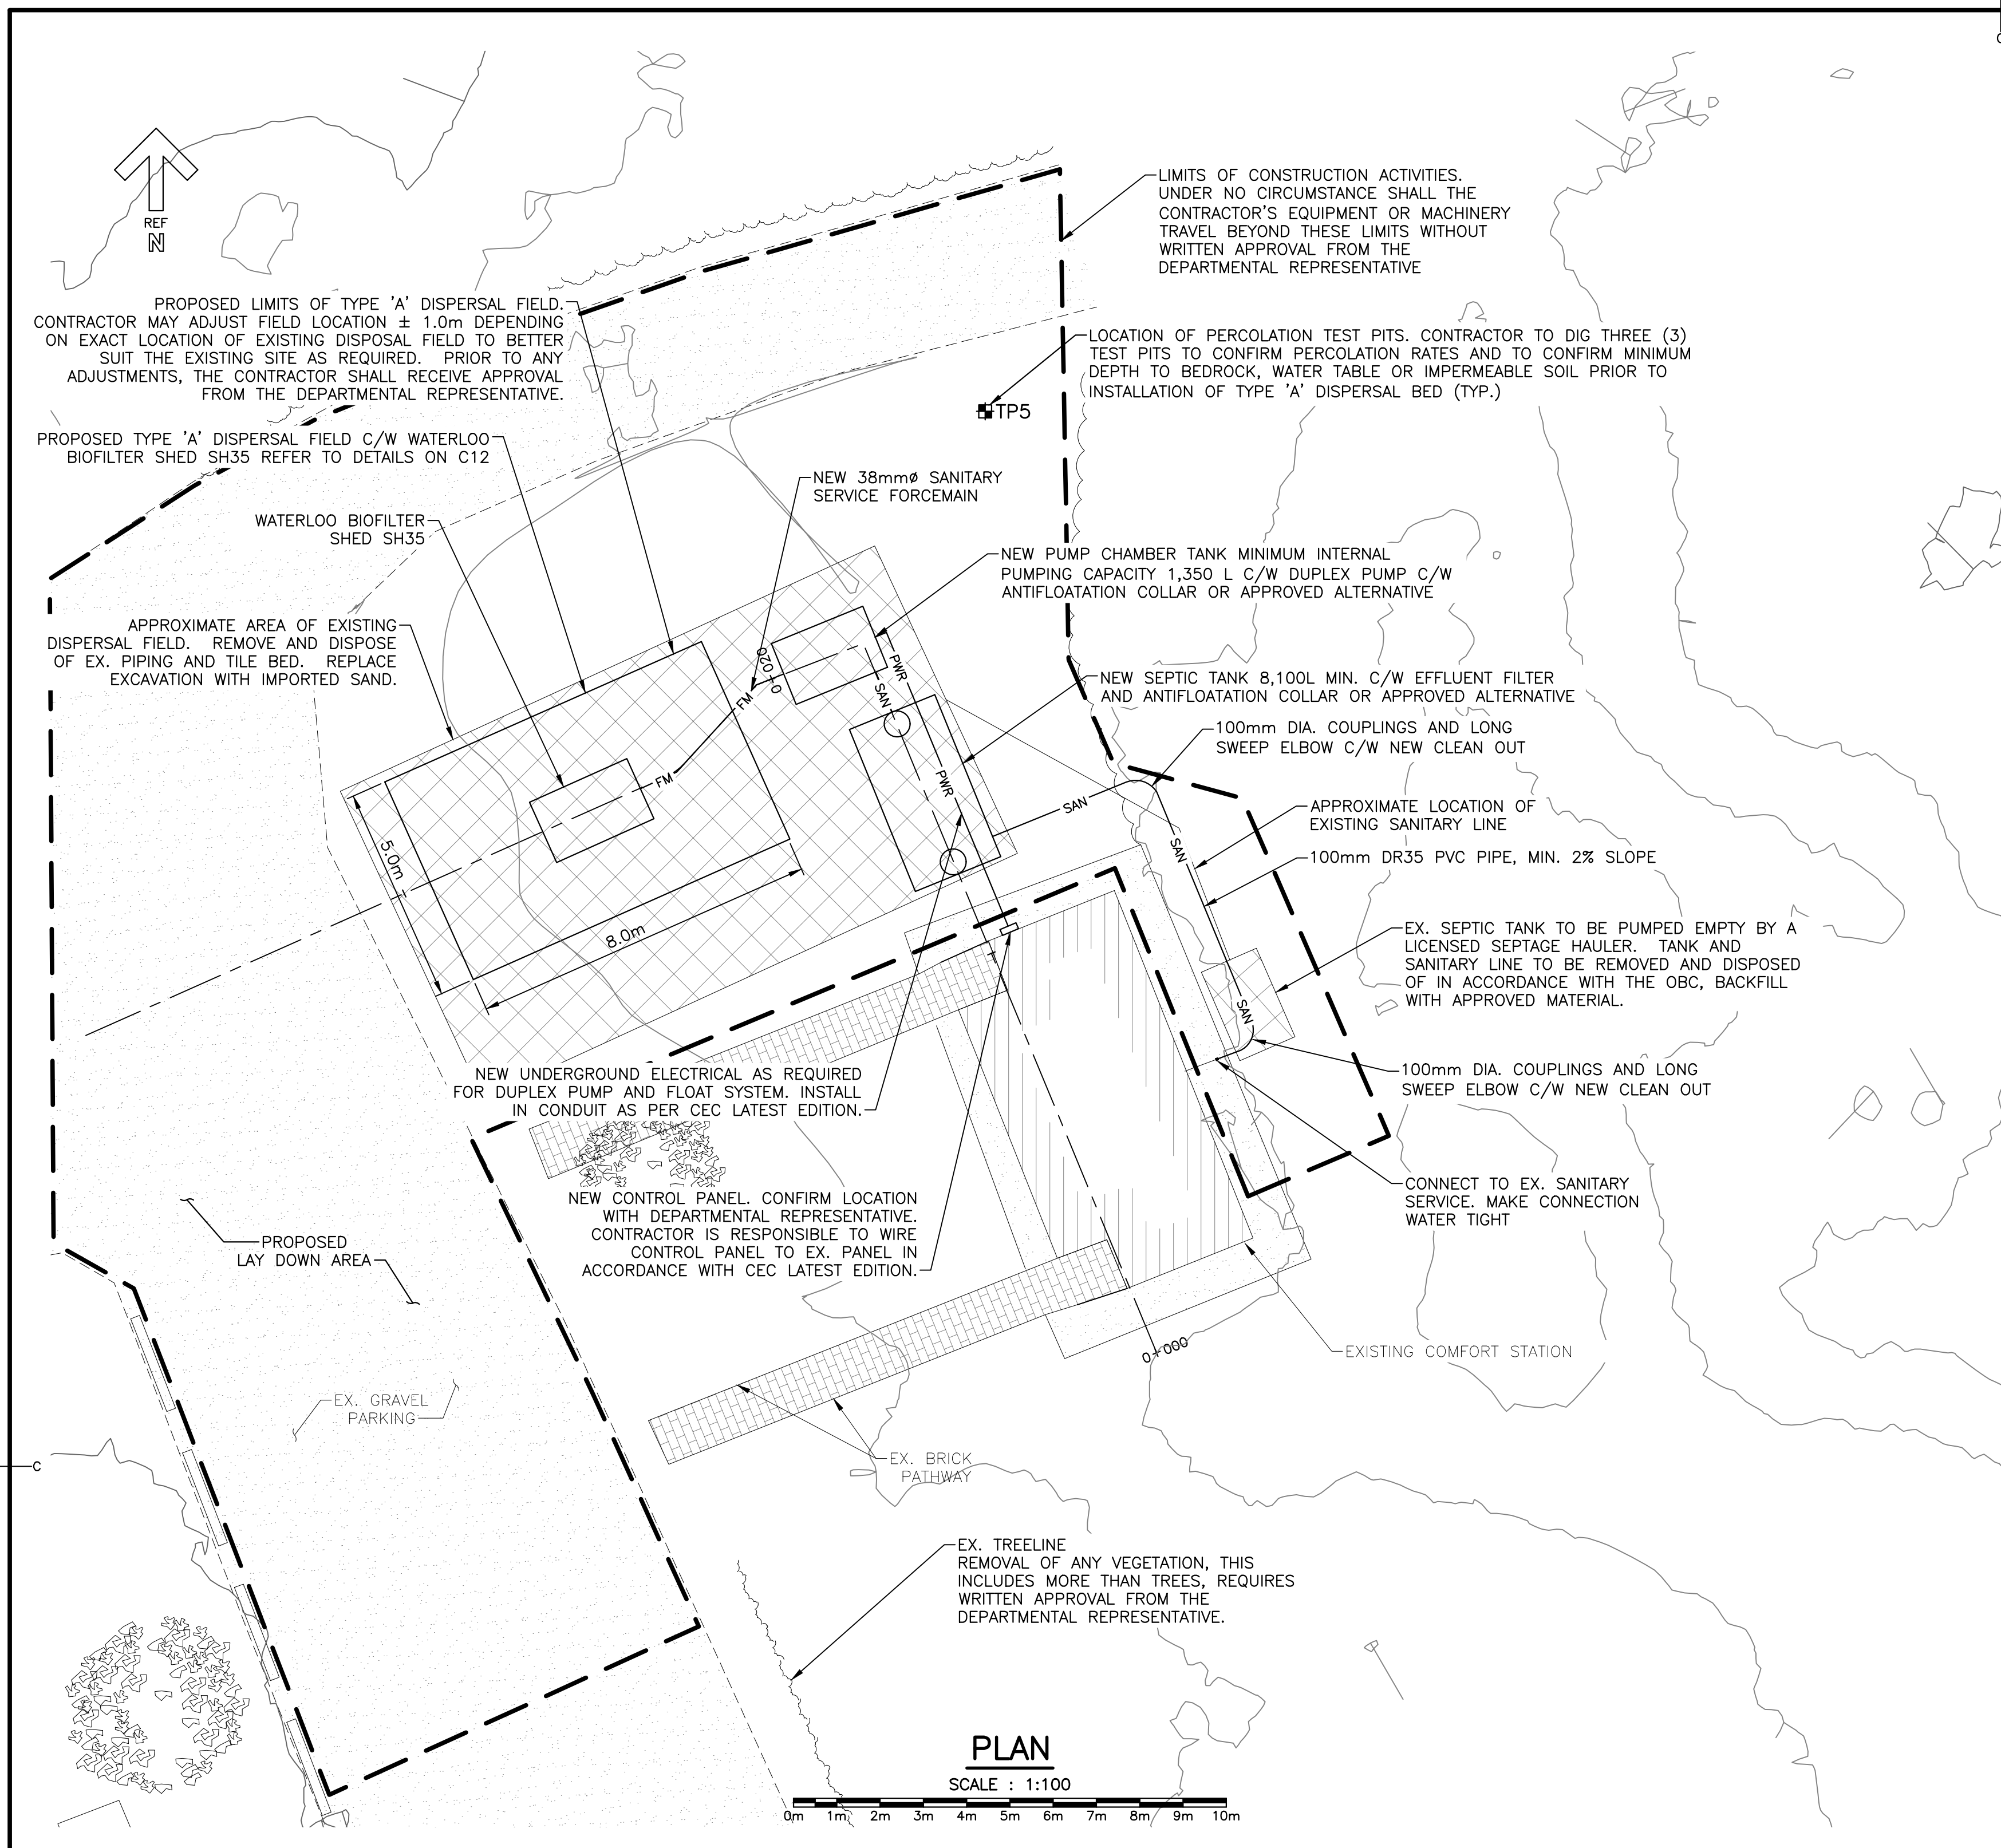 REF
N
LIMITS OF CONSTRUCTION ACTIVITIES.
UNDER NO CIRCUMSTANCE SHALL THE
CONTRACTOR'S EQUIPMENT OR MACHINERY
TRAVEL BEYOND THESE LIMITS WITHOUT
WRITTEN APPROVAL FROM THE
DEPARTMENTAL REPRESENTATIVE
PROPOSED LIMITS OF TYPE 'A' DISPERSAL FIELD.
CONTRACTOR MAY ADJUST FIELD LOCATION ± 1.0m DEPENDING
ON EXACT LOCATION OF EXISTING DISPOSAL FIELD TO BETTER
SUIT THE EXISTING SITE AS REQUIRED. PRIOR TO ANY
ADJUSTMENTS, THE CONTRACTOR SHALL RECEIVE APPROVAL
FROM THE DEPARTMENTAL REPRESENTATIVE.
LOCATION OF PERCOLATION TEST PITS. CONTRACTOR TO DIG THREE (3)
TEST PITS TO CONFIRM PERCOLATION RATES AND TO CONFIRM MINIMUM
DEPTH TO BEDROCK, WATER TABLE OR IMPERMEABLE SOIL PRIOR TO
INSTALLATION OF TYPE 'A' DISPERSAL BED (TYP.)
TP5
PROPOSED TYPE 'A' DISPERSAL FIELD C/W WATERLOO
BIOFILTER SHED SH35 REFER TO DETAILS ON C12
NEW 38mmø SANITARY
SERVICE FORCEMAIN
WATERLOO BIOFILTER
SHED SH35
NEW PUMP CHAMBER TANK MINIMUM INTERNAL
PUMPING CAPACITY 1,350 L C/W DUPLEX PUMP C/W
ANTIFLOATATION COLLAR OR APPROVED ALTERNATIVE
APPROXIMATE AREA OF EXISTING
DISPERSAL FIELD. REMOVE AND DISPOSE
OF EX. PIPING AND TILE BED. REPLACE
EXCAVATION WITH IMPORTED SAND.
0+020
PWR
SAN
FM
FM
PWR
NEW SEPTIC TANK 8,100L MIN. C/W EFFLUENT FILTER
AND ANTIFLOATATION COLLAR OR APPROVED ALTERNATIVE
100mm DIA. COUPLINGS AND LONG
SWEEP ELBOW C/W NEW CLEAN OUT
SAN
APPROXIMATE LOCATION OF
EXISTING SANITARY LINE
SAN
100mm DR35 PVC PIPE, MIN. 2% SLOPE
5.0m
8.0m
EX. SEPTIC TANK TO BE PUMPED EMPTY BY A
LICENSED SEPTAGE HAULER. TANK AND
SANITARY LINE TO BE REMOVED AND DISPOSED
OF IN ACCORDANCE WITH THE OBC, BACKFILL
WITH APPROVED MATERIAL.
SAN
NEW UNDERGROUND ELECTRICAL AS REQUIRED
FOR DUPLEX PUMP AND FLOAT SYSTEM. INSTALL
IN CONDUIT AS PER CEC LATEST EDITION.
100mm DIA. COUPLINGS AND LONG
SWEEP ELBOW C/W NEW CLEAN OUT
NEW CONTROL PANEL. CONFIRM LOCATION
WITH DEPARTMENTAL REPRESENTATIVE.
CONTRACTOR IS RESPONSIBLE TO WIRE
CONTROL PANEL TO EX. PANEL IN
ACCORDANCE WITH CEC LATEST EDITION.
CONNECT TO EX. SANITARY
SERVICE. MAKE CONNECTION
WATER TIGHT
PROPOSED
LAY DOWN AREA
0+000
EXISTING COMFORT STATION
EX. GRAVEL
PARKING
EX. BRICK
PATHWAY
C
EX. TREELINE
REMOVAL OF ANY VEGETATION, THIS
INCLUDES MORE THAN TREES, REQUIRES
WRITTEN APPROVAL FROM THE
DEPARTMENTAL REPRESENTATIVE.
PLAN
SCALE : 1:100
0m 1m 2m 3m 4m 5m 6m 7m 8m 9m 10m